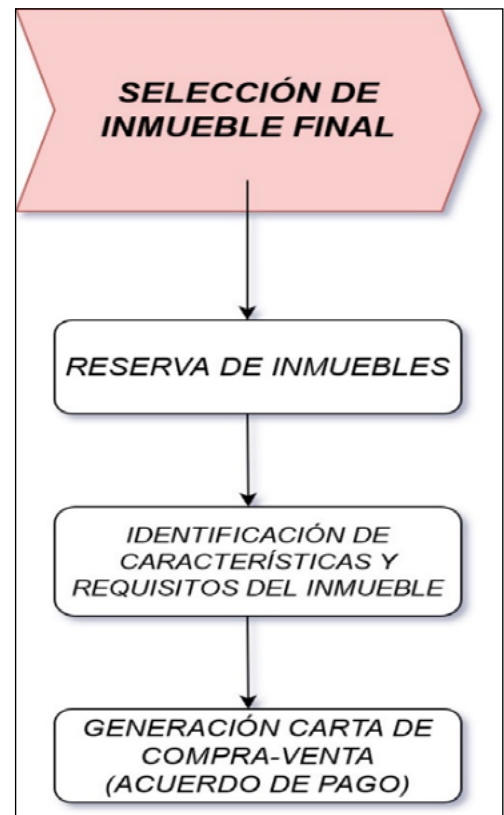 SELECCIÓN DE
INMUEBLE FINAL
RESERVA DE INMUEBLES
IDENTIFICACIÓN DE
CARACTERÍSTICAS Y
REQUISITOS DEL INMUEBLE
GENERACIÓN CARTA DE
COMPRA-VENTA
(ACUERDO DE PAGO)